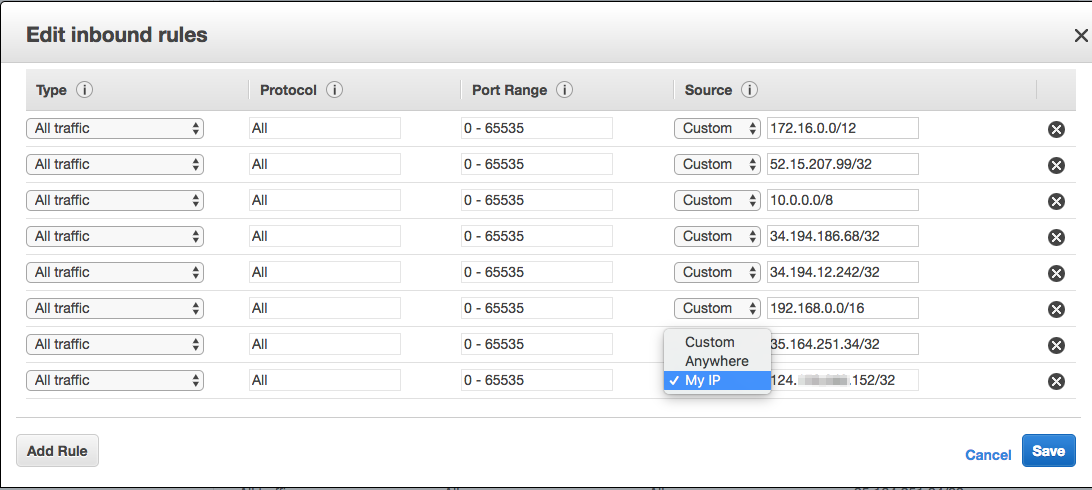 Edit inbound rules
Type Protocol Port Range Source
All traffic All 0 - 65535 Custom 172.16.0.0/12
All traffic All 0 - 65535 Custom 52.15.207.99/32
All traffic All 0 - 65535 Custom 10.0.0.0/8
All traffic All 0 - 65535 Custom 34.194.186.68/32
All traffic All 0 - 65535 Custom 34.194.12.242/32
All traffic All 0 - 65535 Custom 192.168.0.0/16
All traffic All 0 - 65535 Custom 35.164.251.34/32
Anywhere
All traffic All 0 - 65535 ✓ My IP 124. .152/32
Add Rule Cancel Save